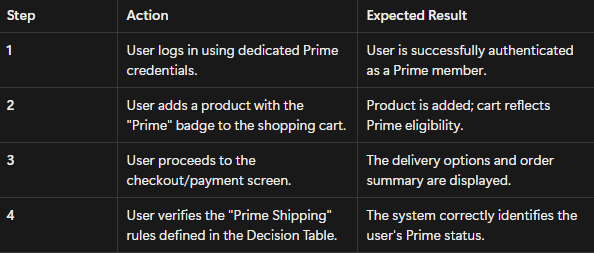 Step Action Expected Result
1 User logs in using dedicated Prime User is successfully authenticated
credentials. as a Prime member.
2 User adds a product with the Product is added; cart reflects
"Prime" badge to the shopping cart. Prime eligibility.
3 User proceeds to the The delivery options and order
checkout/payment screen. summary are displayed.
4 User verifies the "Prime Shipping" The system correctly identifies the
rules defined in the Decision Table. user's Prime status.